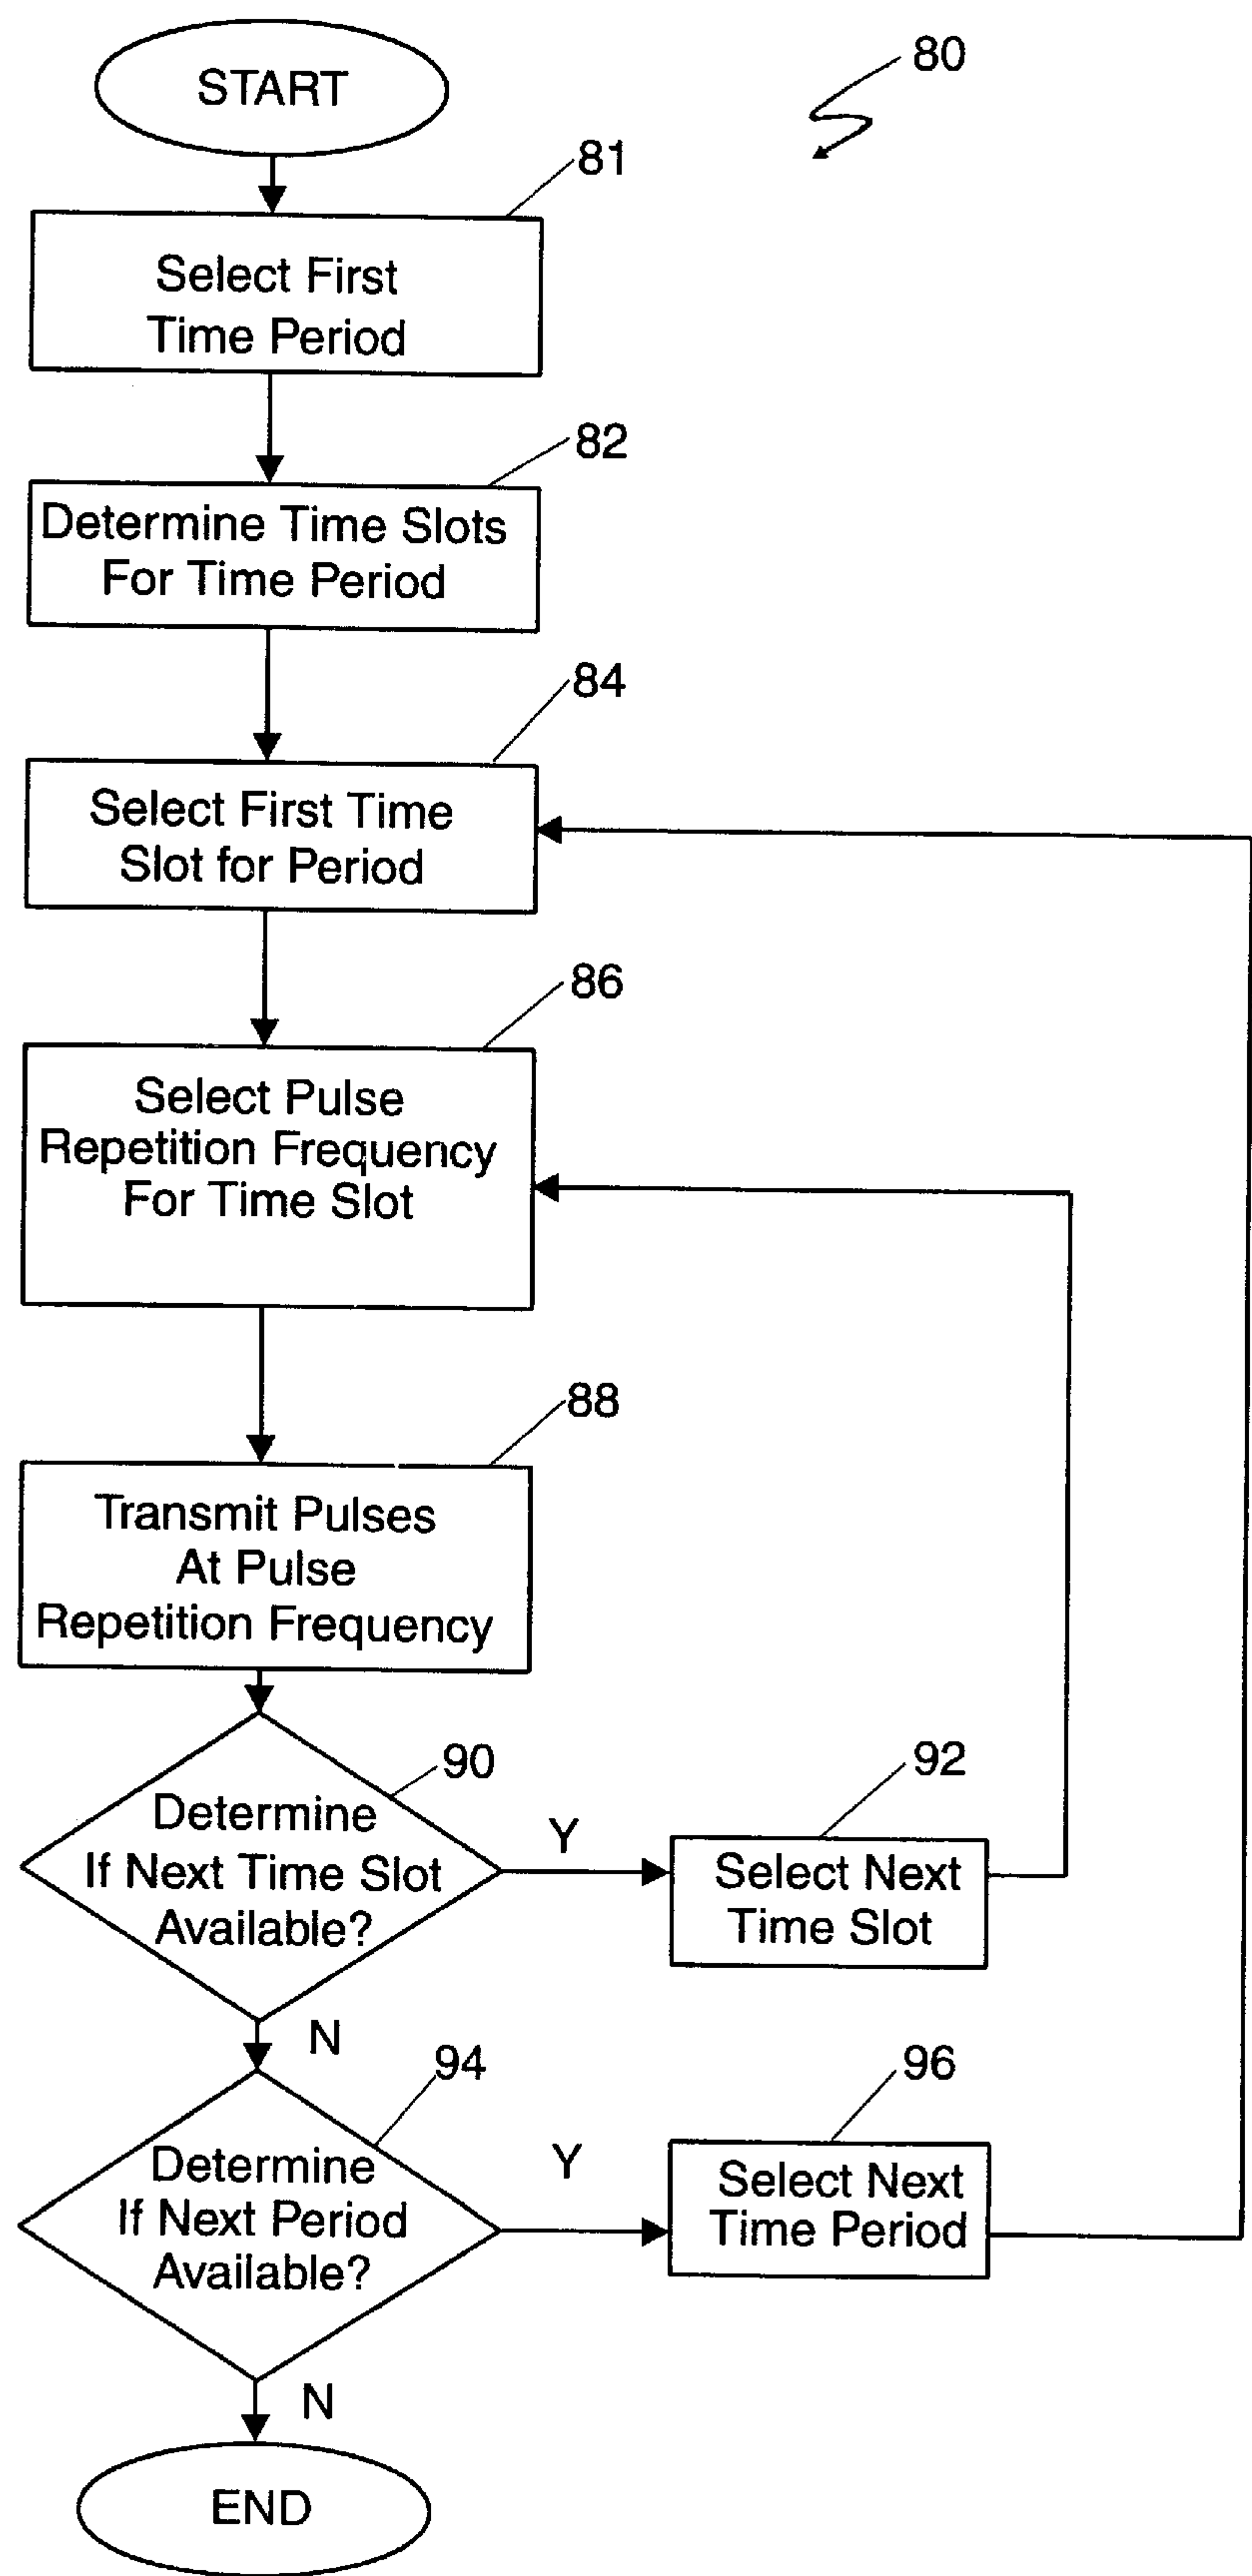 START
80
81
Select First
Time Period
82
Determine Time Slots
For Time Period
84
Select First Time
Slot for Period
86
Select Pulse
Repetition Frequency
For Time Slot
88
Transmit Pulses
At Pulse
Repetition Frequency
90
Determine
If Next Time Slot
Available?
Y
92
Select Next
Time Slot
N
94
Determine
If Next Period
Available?
Y
96
Select Next
Time Period
N
END